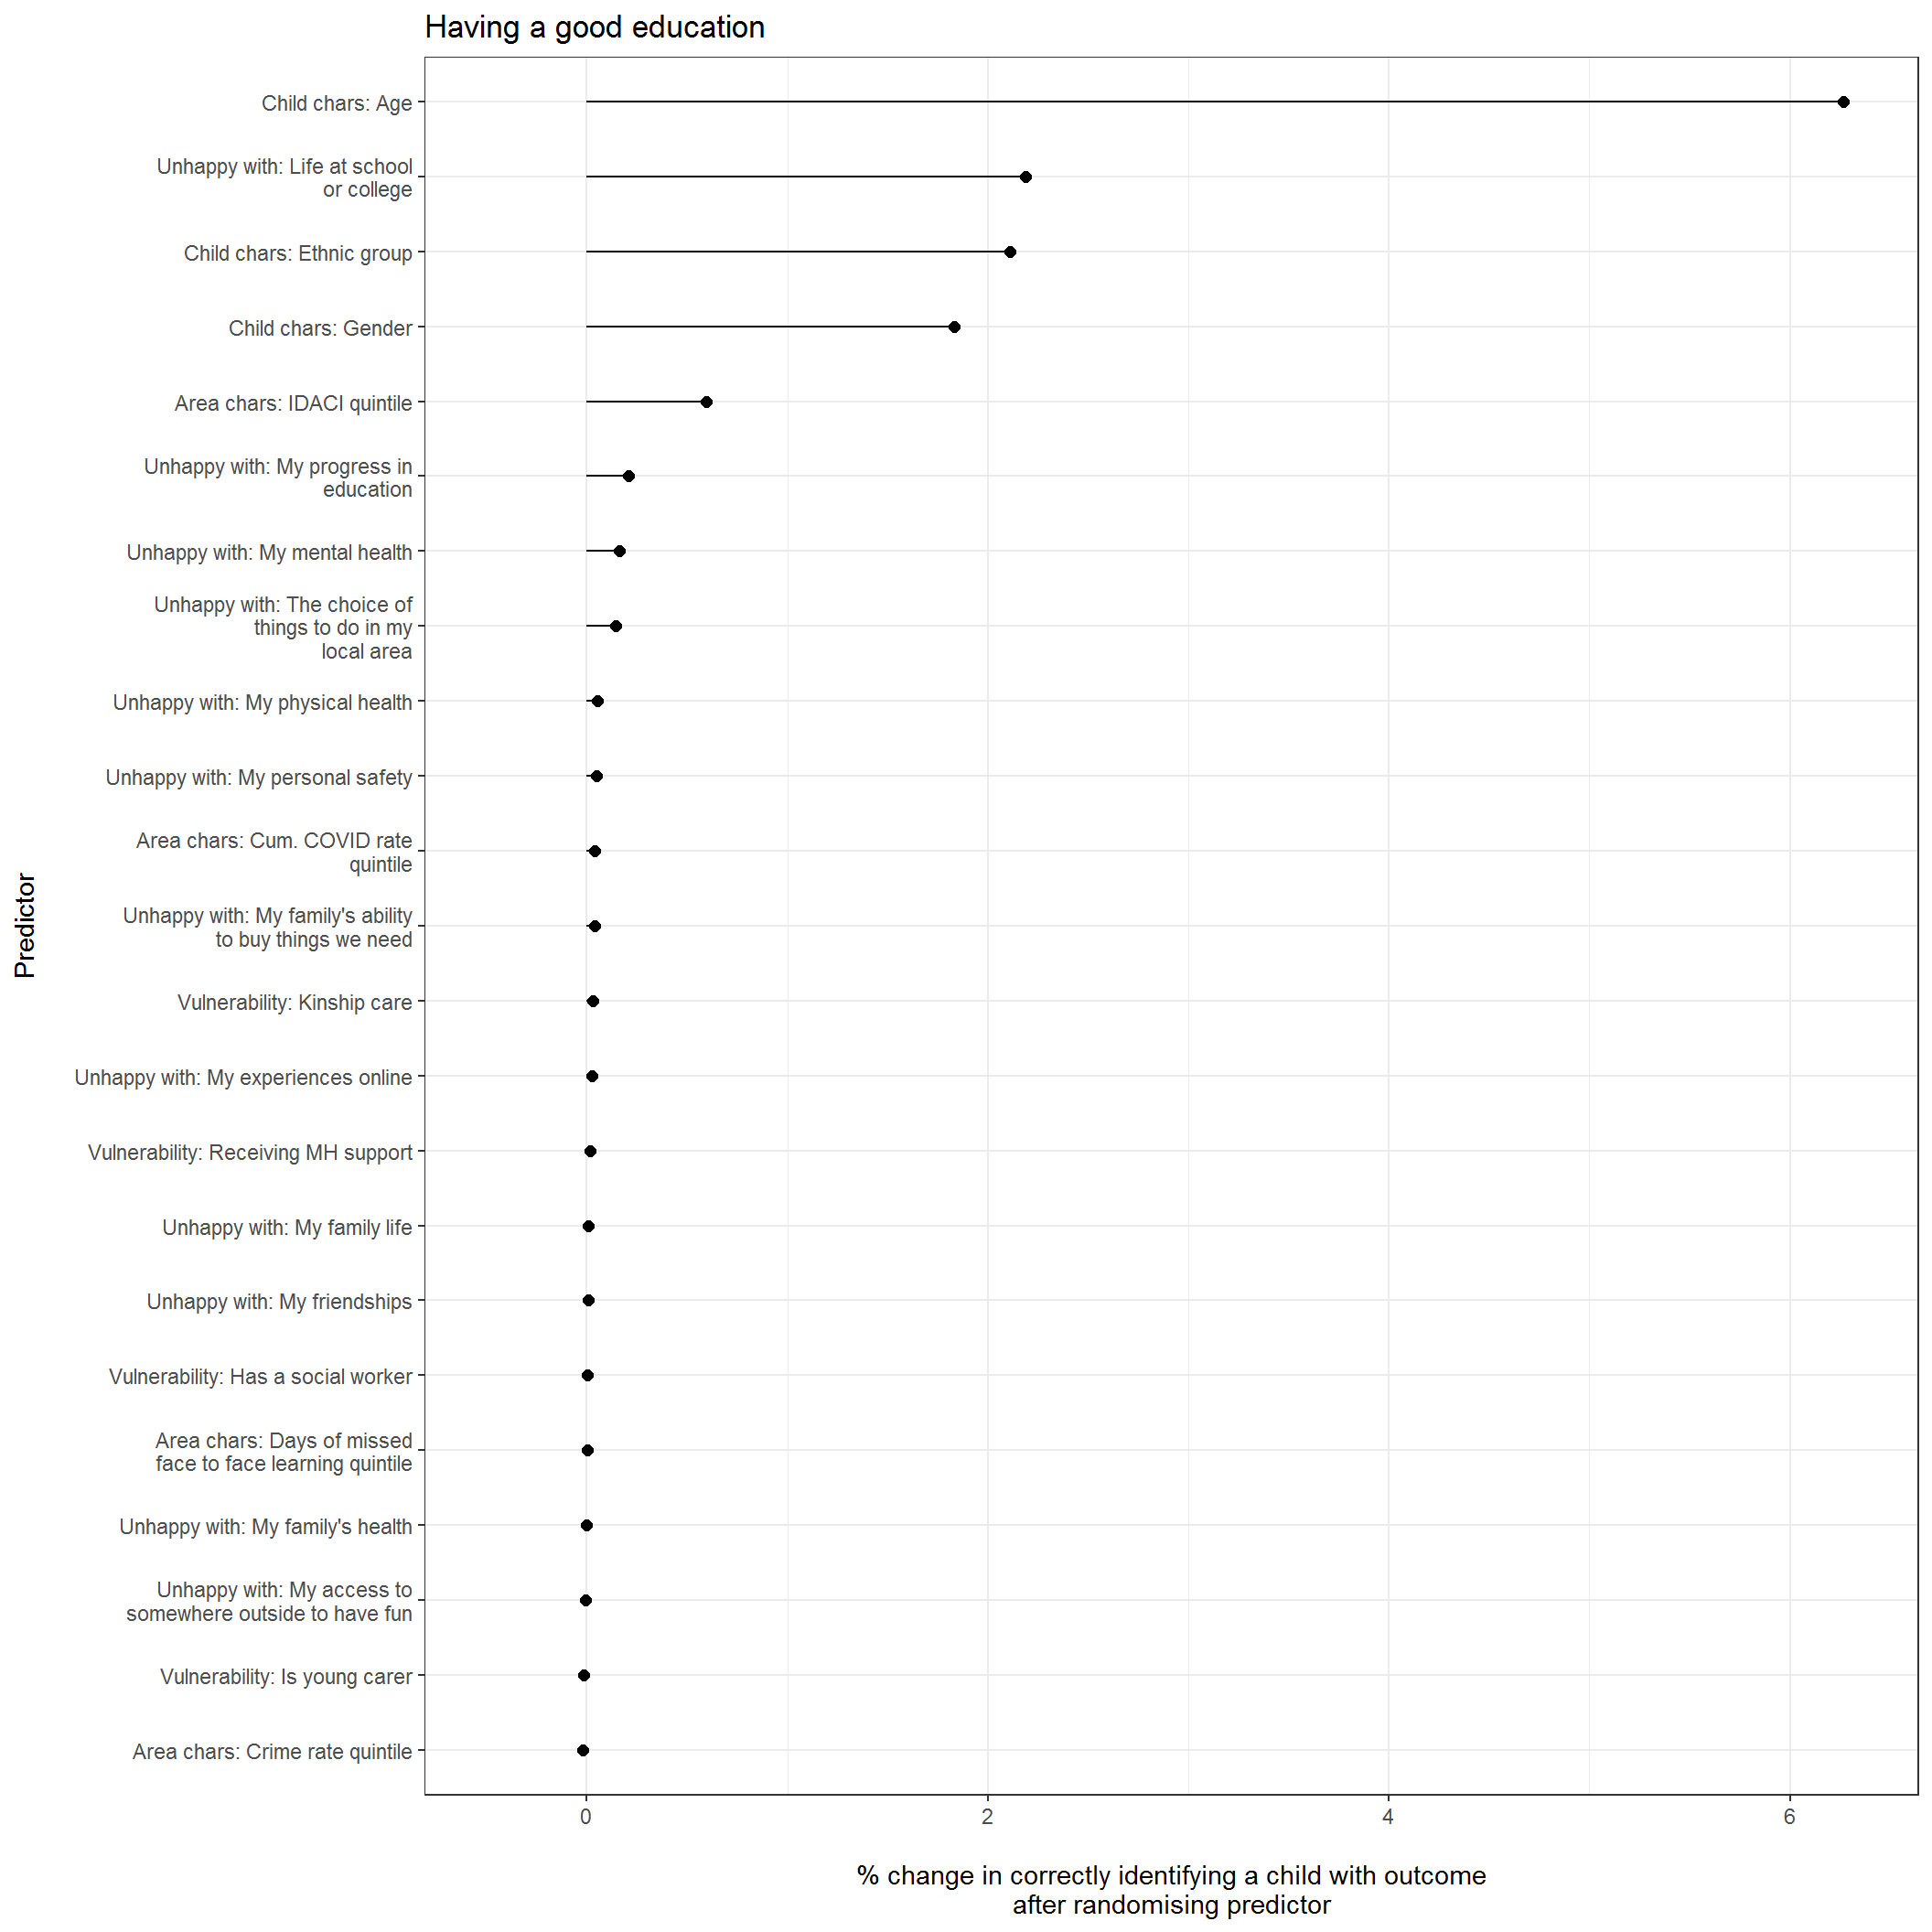 Having a good education
Child chars: Age
Unhappy with: Life at school
or college
Child chars: Ethnic group
Child chars: Gender
Area chars: IDACI quintile
Unhappy with: My progress in
education
Unhappy with: My mental health
Unhappy with: The choice of
things to do in my
local area
Unhappy with: My physical health
Unhappy with: My personal safety
Area chars: Cum. COVID rate
quintile
Unhappy with: My family's ability
to buy things we need
Vulnerability: Kinship care
Unhappy with: My experiences online
Vulnerability: Receiving MH support
Unhappy with: My family life
Unhappy with: My friendships
Vulnerability: Has a social worker
Area chars: Days of missed
face to face learning quintile
Unhappy with: My family's health
Unhappy with: My access to
somewhere outside to have fun
Vulnerability: Is young carer
Area chars: Crime rate quintile
Predictor
0 2 4 6
% change in correctly identifying a child with outcome
after randomising predictor